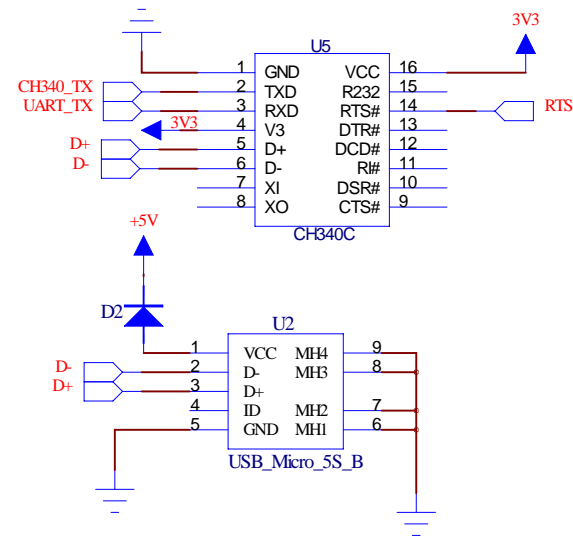 3V3
U5
1 GND VCC 16
CH340_TX 2 TXD R232 15
UART_TX 3 RXD RTS# 14 RTS
3V3 4 V3 DTR# 13
D+ 5 D+ DCD# 12
D- 6 D- RI# 11
7 XI DSR# 10
8 XO CTS# 9
CH340C
+5V
D2
U2
1 VCC MH4 9
D- 2 D- MH3 8
D+ 3 D+
4 ID MH2 7
5 GND MH1 6
USB_Micro_5S_B